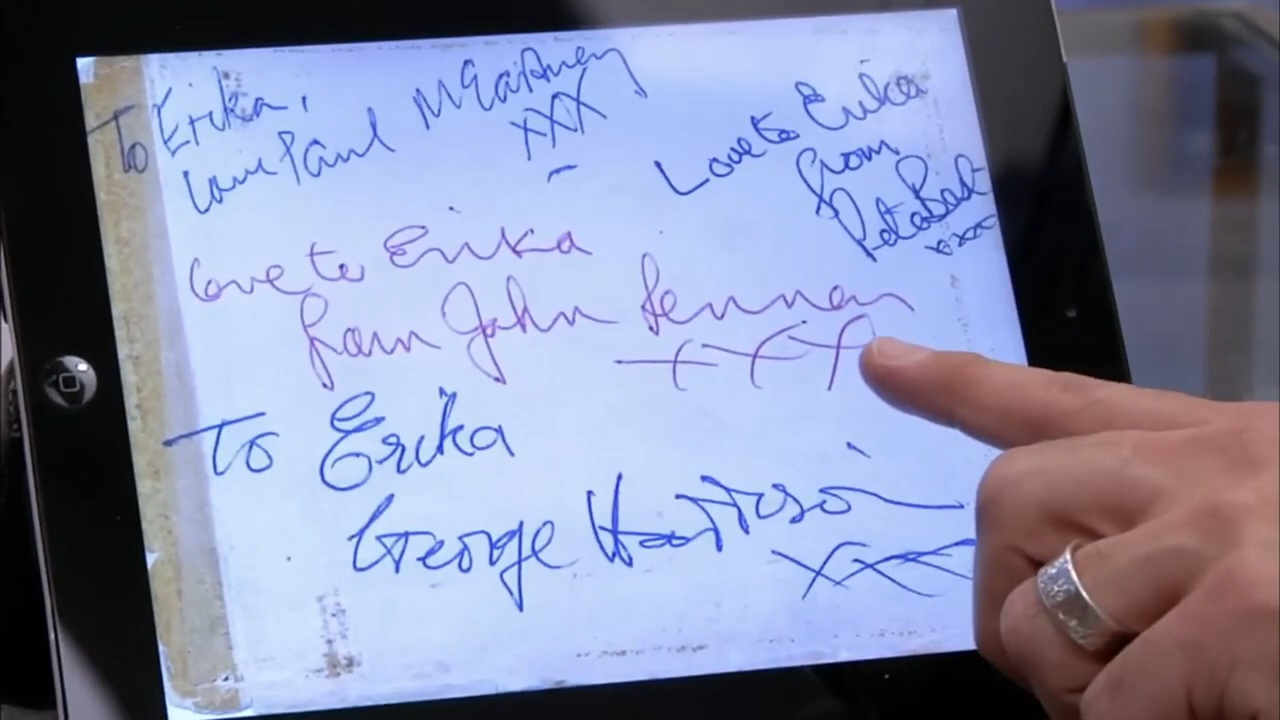 To Erika,
Love Paul McCartney
XXX
Love to Erika
from
Pete Best
xxx
Love to Erika
from John Lennon
XXX
To Erika
George Harrison
XXX